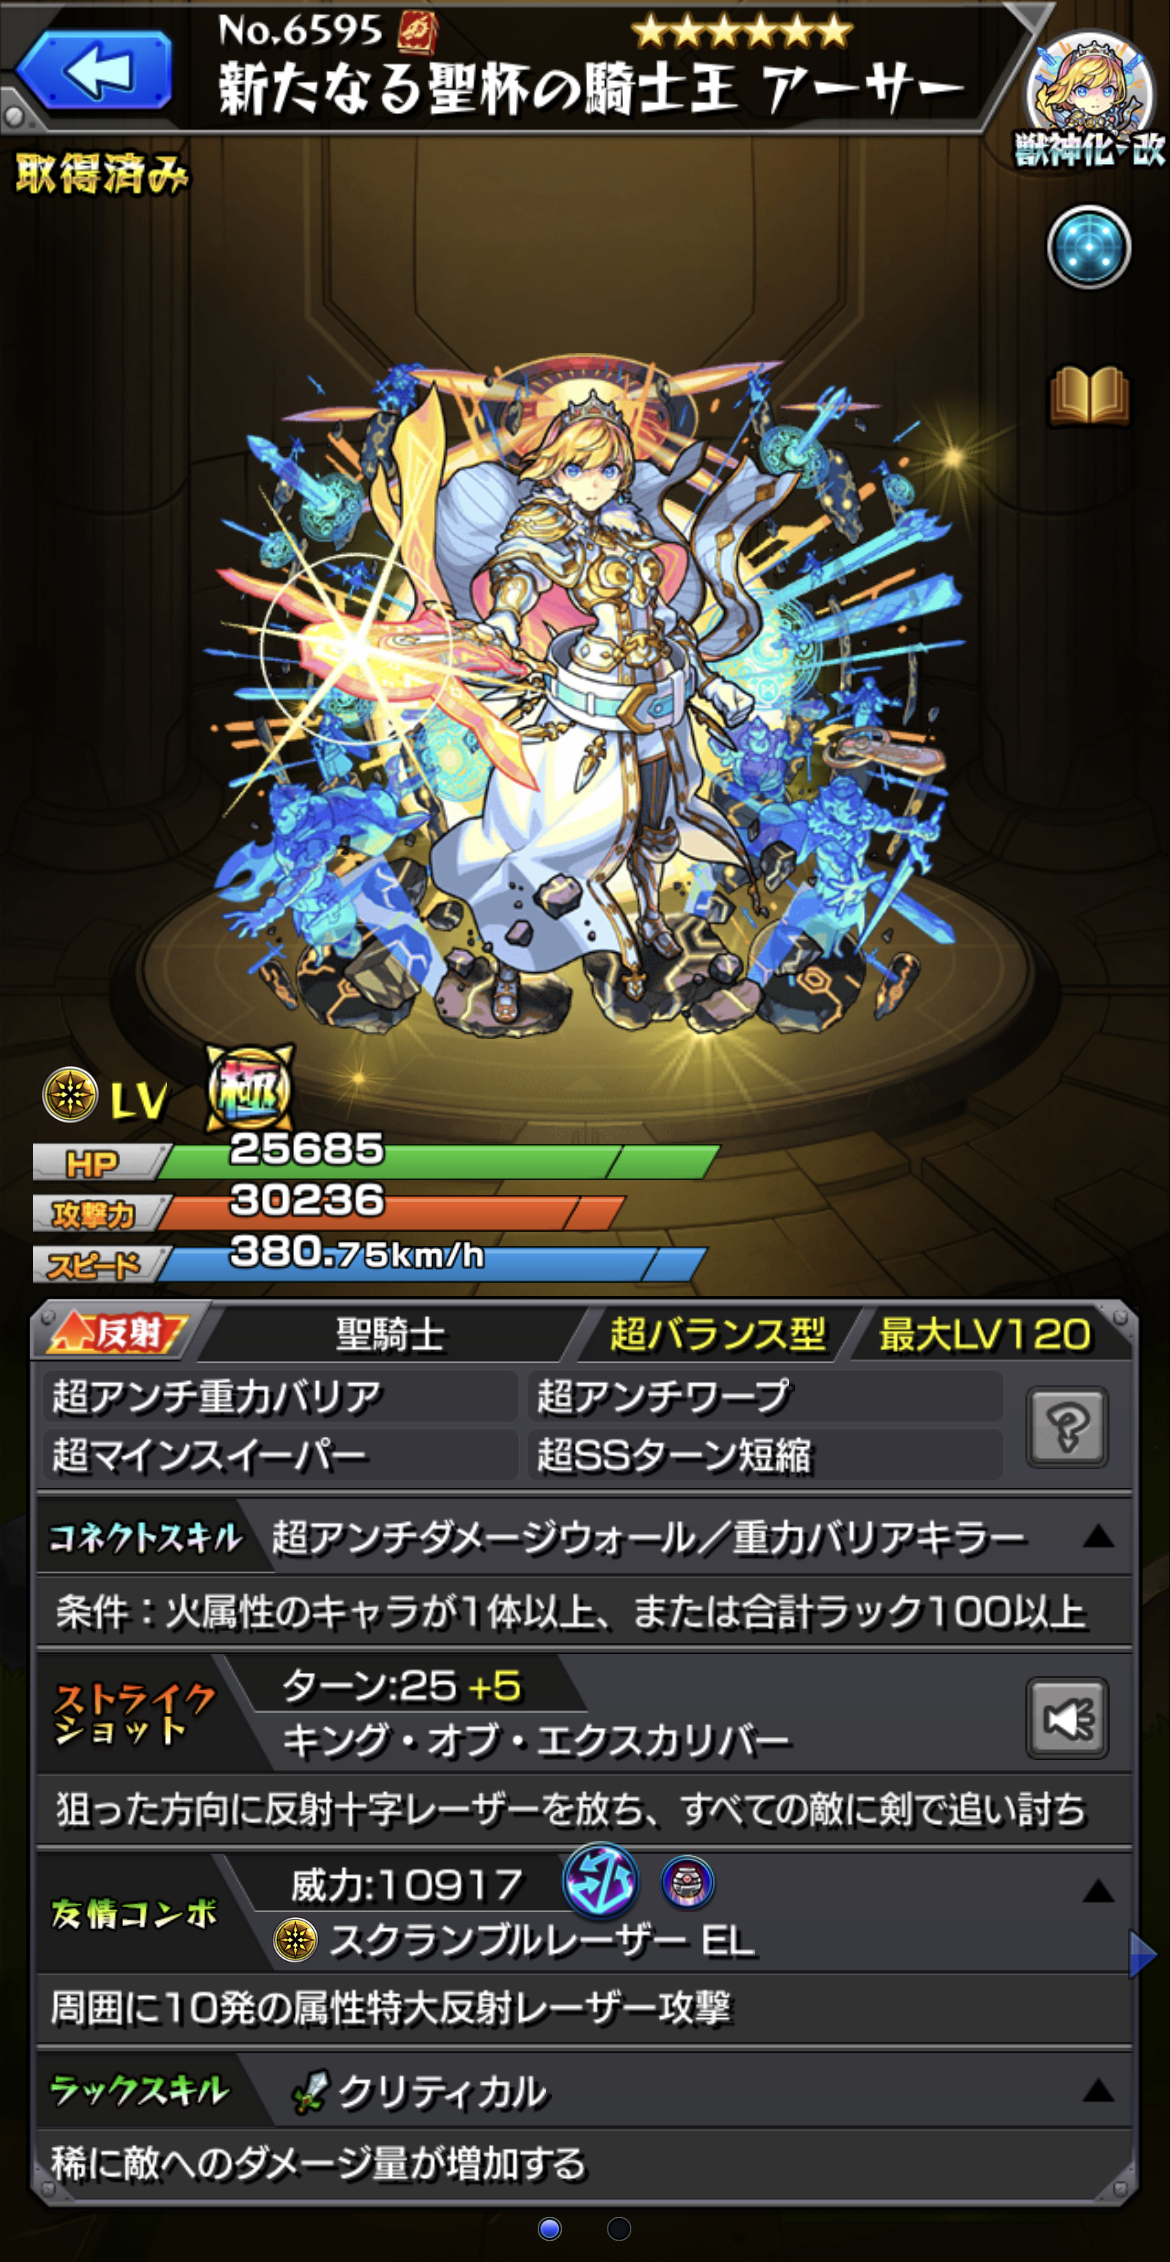 No.6595 ★★★★★★
新たなる聖杯の騎士王 アーサー
獣神化・改
取得済み
LV 極
HP 25685
攻撃力 30236
スピード 380.75km/h
反射 聖騎士 超バランス型 最大LV120
超アンチ重力バリア 超アンチワープ
超マインスイーパー 超SSターン短縮
コネクトスキル 超アンチダメージウォール／重力バリアキラー ▲
条件：火属性のキャラが1体以上、または合計ラック100以上
ストライクショット ターン:25 +5
キング・オブ・エクスカリバー
狙った方向に反射十字レーザーを放ち、すべての敵に剣で追い討ち
友情コンボ 威力:10917 ▲
スクランブルレーザー EL
周囲に10発の属性特大反射レーザー攻撃
ラックスキル クリティカル ▲
稀に敵へのダメージ量が増加する